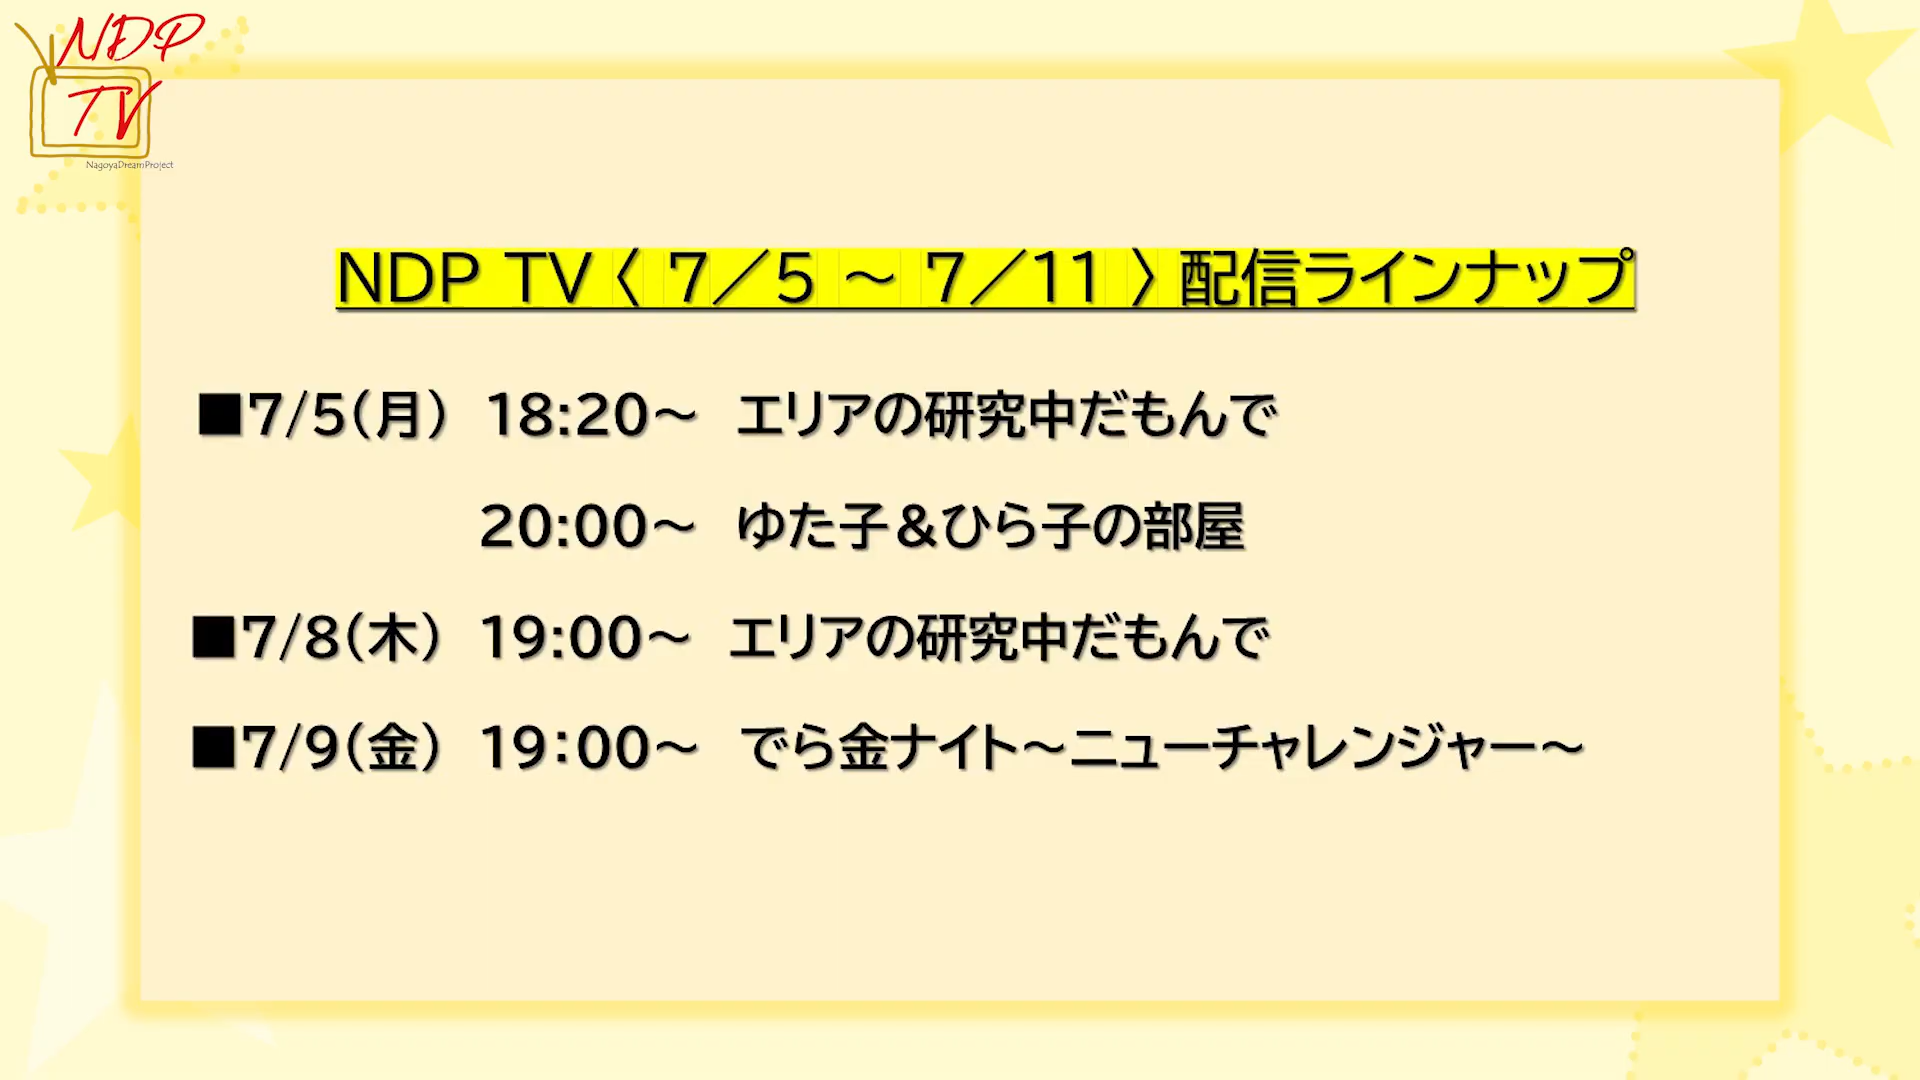 NDP
TV
NagoyaDreamProject
NDP TV〈 7／5 ～ 7／11 〉配信ラインナップ
■7/5(月) 18:20～ エリアの研究中だもんで
20:00～ ゆた子＆ひら子の部屋
■7/8(木) 19:00～ エリアの研究中だもんで
■7/9(金) 19：00～ でら金ナイト～ニューチャレンジャー～